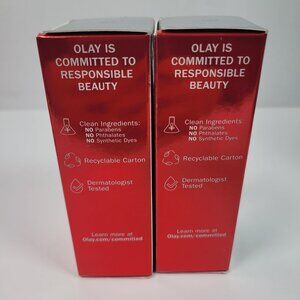 OLAY IS
COMMITTED TO
RESPONSIBLE
BEAUTY
Clean Ingredients:
NO Parabens
NO Phthalates
NO Synthetic Dyes
Recyclable Carton
Dermatologist
Tested
Learn more at
Olay.com/committed
OLAY IS
COMMITTED TO
RESPONSIBLE
BEAUTY
Clean Ingredients:
NO Parabens
NO Phthalates
NO Synthetic Dyes
Recyclable Carton
Dermatologist
Tested
Learn more at
Olay.com/committed